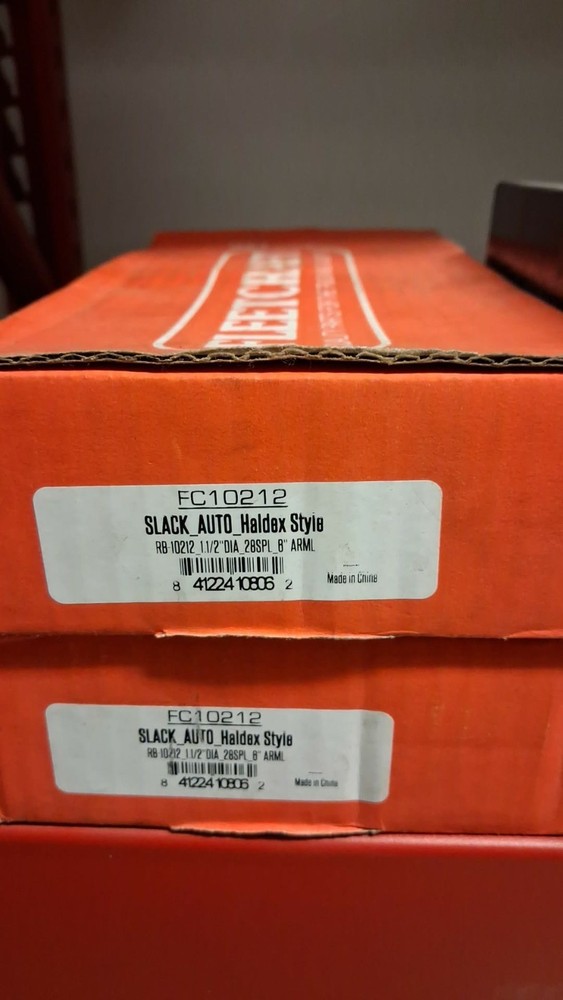 FC10212
SLACK_AUTO_Haldex Style
RB-10212_1.1/2"DIA_28SPL_6" ARML
8 41224 10806 2
Made in China
FC10212
SLACK_AUTO_Haldex Style
RB-10212_1.1/2"DIA_28SPL_6" ARML
8 41224 10806 2
Made in China